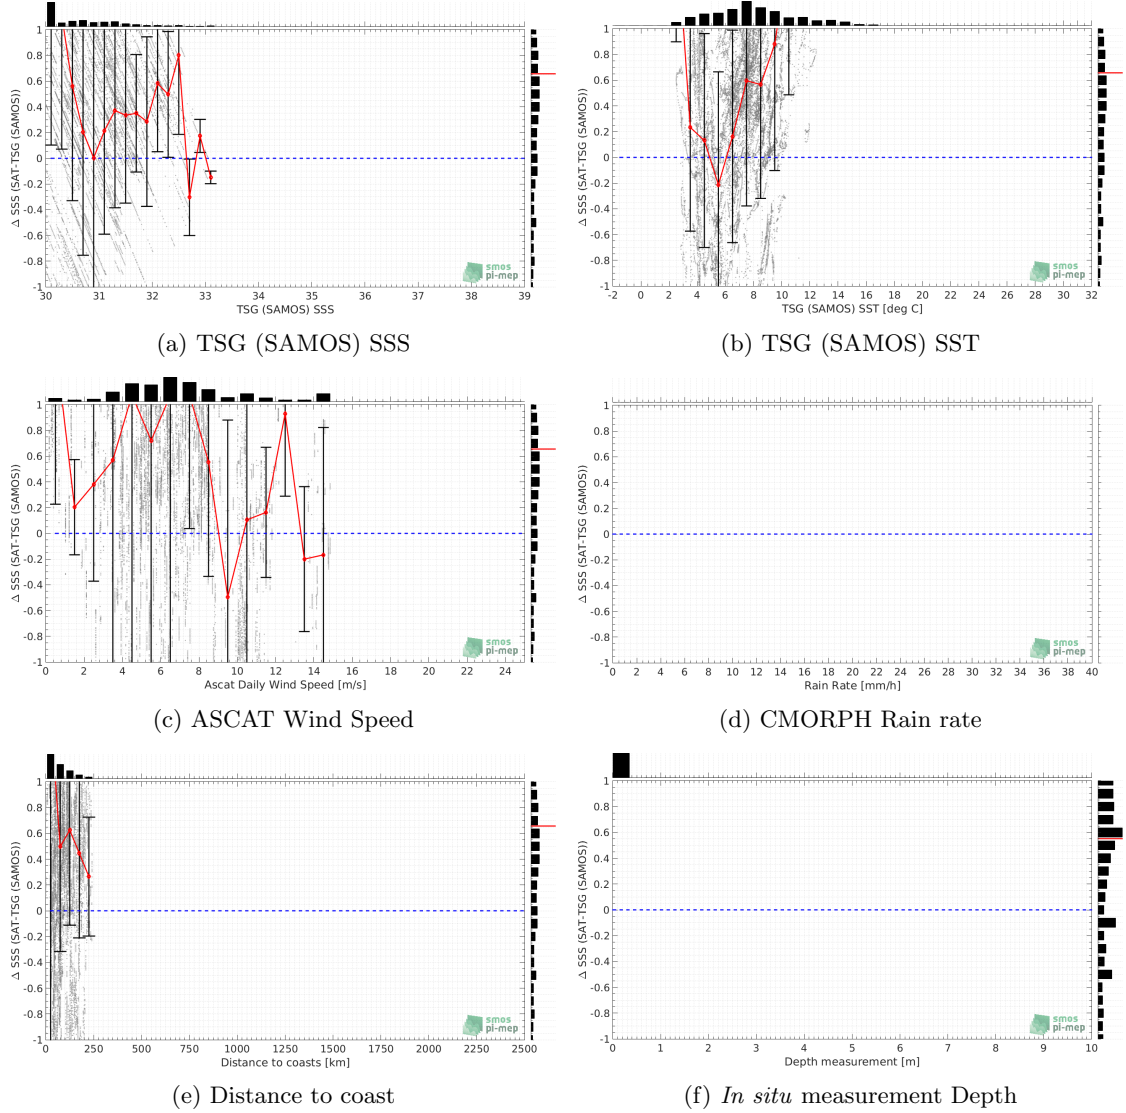 Δ SSS (SAT-TSG (SAMOS))
1
0.8
0.6
0.4
0.2
0
-0.2
-0.4
-0.6
-0.8
-1
30 31 32 33 34 35 36 37 38 39
TSG (SAMOS) SSS
smos
pi-mep
(a) TSG (SAMOS) SSS
Δ SSS (SAT-TSG (SAMOS))
1
0.8
0.6
0.4
0.2
0
-0.2
-0.4
-0.6
-0.8
-1
-2 0 2 4 6 8 10 12 14 16 18 20 22 24 26 28 30 32
TSG (SAMOS) SST [deg C]
smos
pi-mep
(b) TSG (SAMOS) SST
Δ SSS (SAT-TSG (SAMOS))
1
0.8
0.6
0.4
0.2
0
-0.2
-0.4
-0.6
-0.8
-1
0 2 4 6 8 10 12 14 16 18 20 22 24
Ascat Daily Wind Speed [m/s]
smos
pi-mep
(c) ASCAT Wind Speed
Δ SSS (SAT-TSG (SAMOS))
1
0.8
0.6
0.4
0.2
0
-0.2
-0.4
-0.6
-0.8
-1
0 2 4 6 8 10 12 14 16 18 20 22 24 26 28 30 32 34 36 38 40
Rain Rate [mm/h]
smos
pi-mep
(d) CMORPH Rain rate
Δ SSS (SAT-TSG (SAMOS))
1
0.8
0.6
0.4
0.2
0
-0.2
-0.4
-0.6
-0.8
-1
0 250 500 750 1000 1250 1500 1750 2000 2250 2500
Distance to coasts [km]
smos
pi-mep
(e) Distance to coast
Δ SSS (SAT-TSG (SAMOS))
1
0.8
0.6
0.4
0.2
0
-0.2
-0.4
-0.6
-0.8
-1
0 1 2 3 4 5 6 7 8 9 10
Depth measurement [m]
smos
pi-mep
(f) In situ measurement Depth